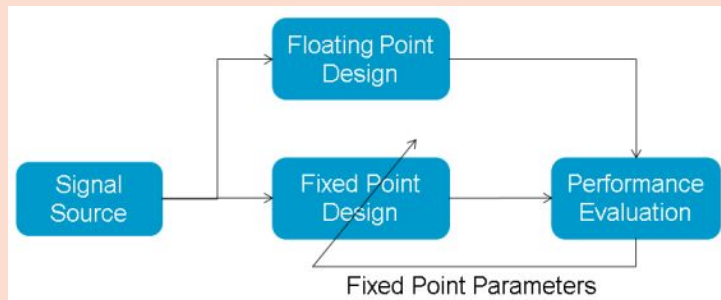 Floating Point
Design
Signal
Source
Fixed Point
Design
Performance
Evaluation
Fixed Point Parameters